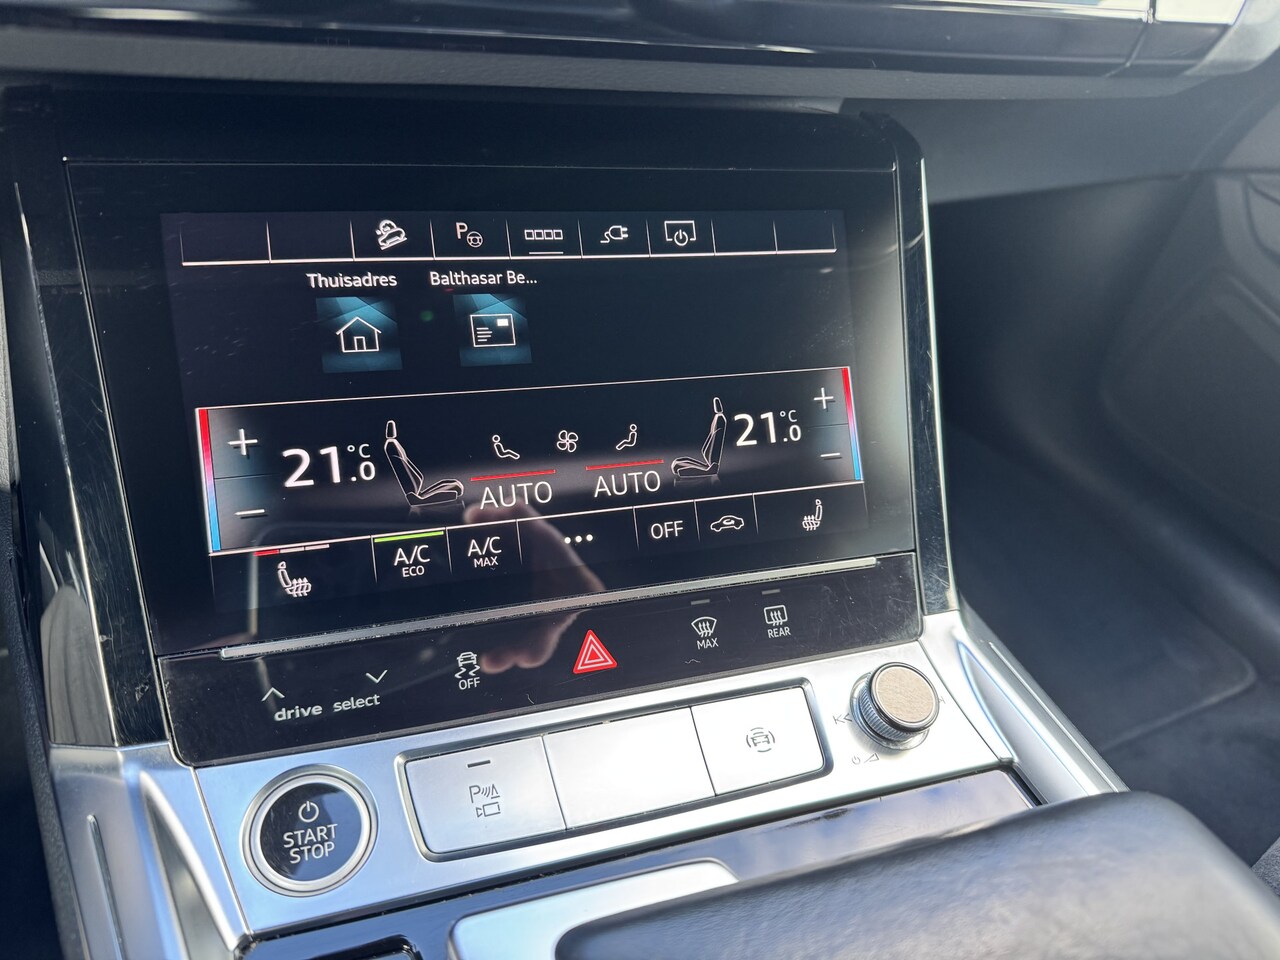 P
Thuisadres Balthasar Be...
+ 21.0 °C 21.0 °C +
AUTO AUTO
- -
A/C ECO A/C MAX ... OFF
MAX REAR
OFF
drive select
P
START
STOP